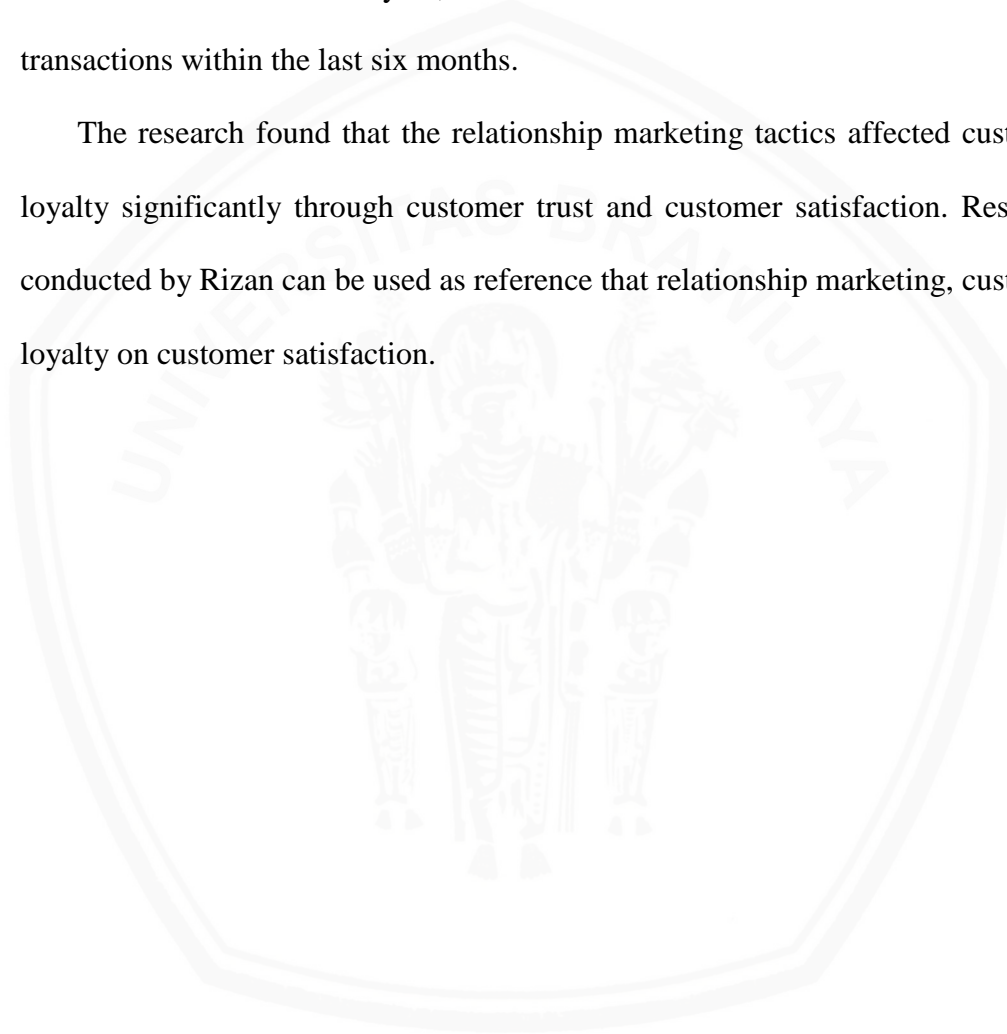 transactions within the last six months.
The research found that the relationship marketing tactics affected cust
loyalty significantly through customer trust and customer satisfaction. Res
conducted by Rizan can be used as reference that relationship marketing, cust
loyalty on customer satisfaction.
UNIVERSITAS BRAWIJAYA